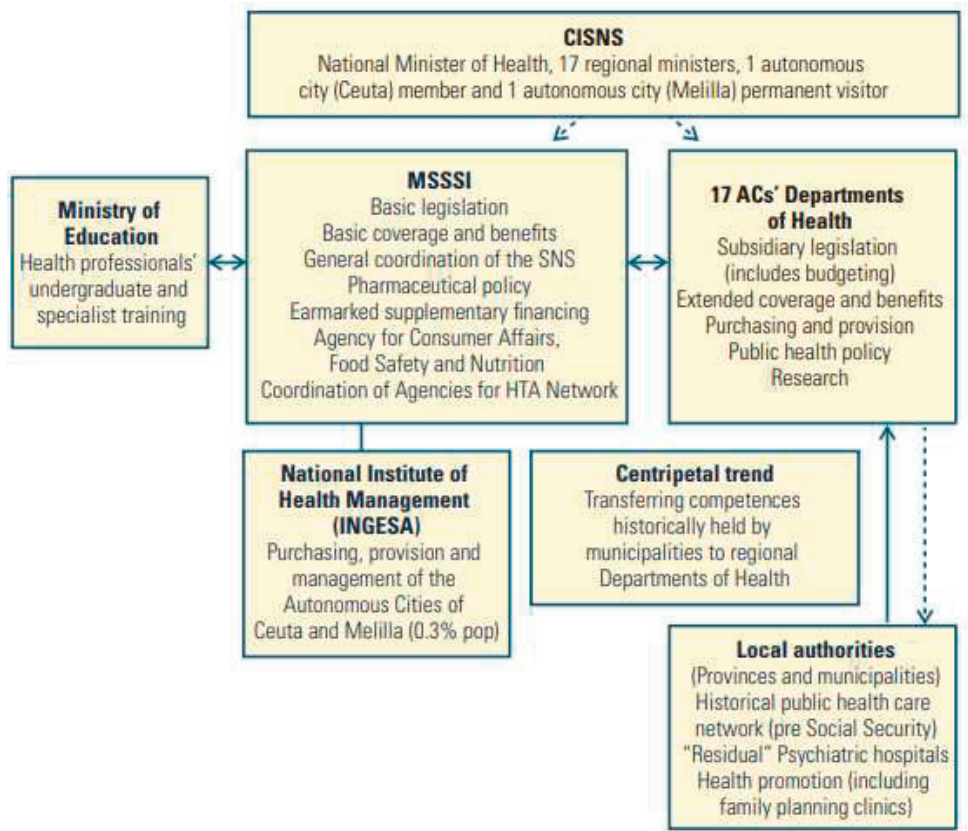 CISNS
National Minister of Health, 17 regional ministers, 1 autonomous
city (Ceuta) member and 1 autonomous city (Melilla) permanent visitor
Ministry of
Education
Health professionals'
undergraduate and
specialist training
MSSSI
Basic legislation
Basic coverage and benefits
General coordination of the SNS
Pharmaceutical policy
Earmarked supplementary financing
Agency for Consumer Affairs,
Food Safety and Nutrition
Coordination of Agencies for HTA Network
17 ACs' Departments
of Health
Subsidiary legislation
(includes budgeting)
Extended coverage and benefits
Purchasing and provision
Public health policy
Research
National Institute of
Health Management
(INGESA)
Purchasing, provision and
management of the
Autonomous Cities of
Ceuta and Melilla (0.3% pop)
Centripetal trend
Transferring competences
historically held by
municipalities to regional
Departments of Health
Local authorities
(Provinces and municipalities)
Historical public health care
network (pre Social Security)
"Residual" Psychiatric hospitals
Health promotion (including
family planning clinics)